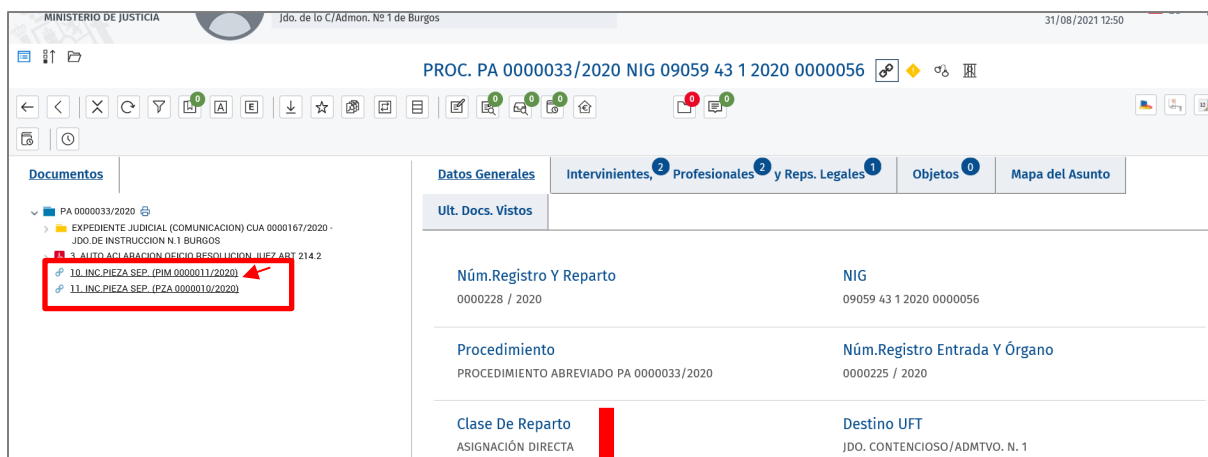 MINISTERIO DE JUSTICIA
Jdo. de lo C/Admon. Nº 1 de Burgos
31/08/2021 12:50
PROC. PA 0000033/2020 NIG 09059 43 1 2020 0000056
0 A E 0 0 0 0 0
Documentos
PA 0000033/2020
EXPEDIENTE JUDICIAL (COMUNICACION) CUA 0000167/2020 -
JDO.DE INSTRUCCION N.1 BURGOS
3. AUTO ACLARACION OFICIO RESOLUCION JUEZ ART 214.2
10. INC.PIEZA SEP. (PIM 0000011/2020)
11. INC.PIEZA SEP. (PZA 0000010/2020)
Datos Generales
Intervinientes, 2 Profesionales 2 y Reps. Legales 1
Objetos 0
Mapa del Asunto
Ult. Docs. Vistos
Núm.Registro Y Reparto
0000228 / 2020
NIG
09059 43 1 2020 0000056
Procedimiento
PROCEDIMIENTO ABREVIADO PA 0000033/2020
Núm.Registro Entrada Y Órgano
0000225 / 2020
Clase De Reparto
ASIGNACIÓN DIRECTA
Destino UFT
JDO. CONTENCIOSO/ADMTVO. N. 1